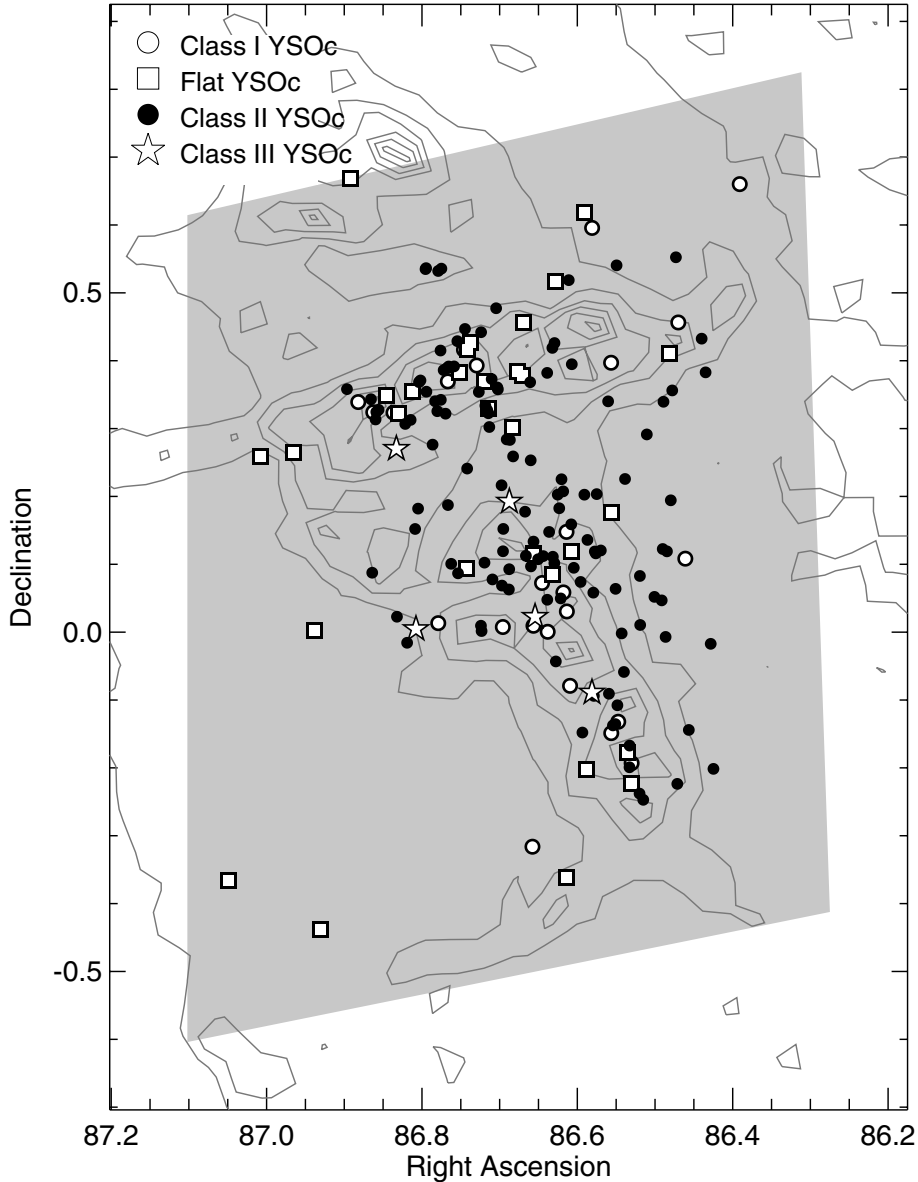 Class I YSOc
Flat YSOc
Class II YSOc
Class III YSOc
0.5
0.0
-0.5
Declination
87.2 87.0 86.8 86.6 86.4 86.2
Right Ascension